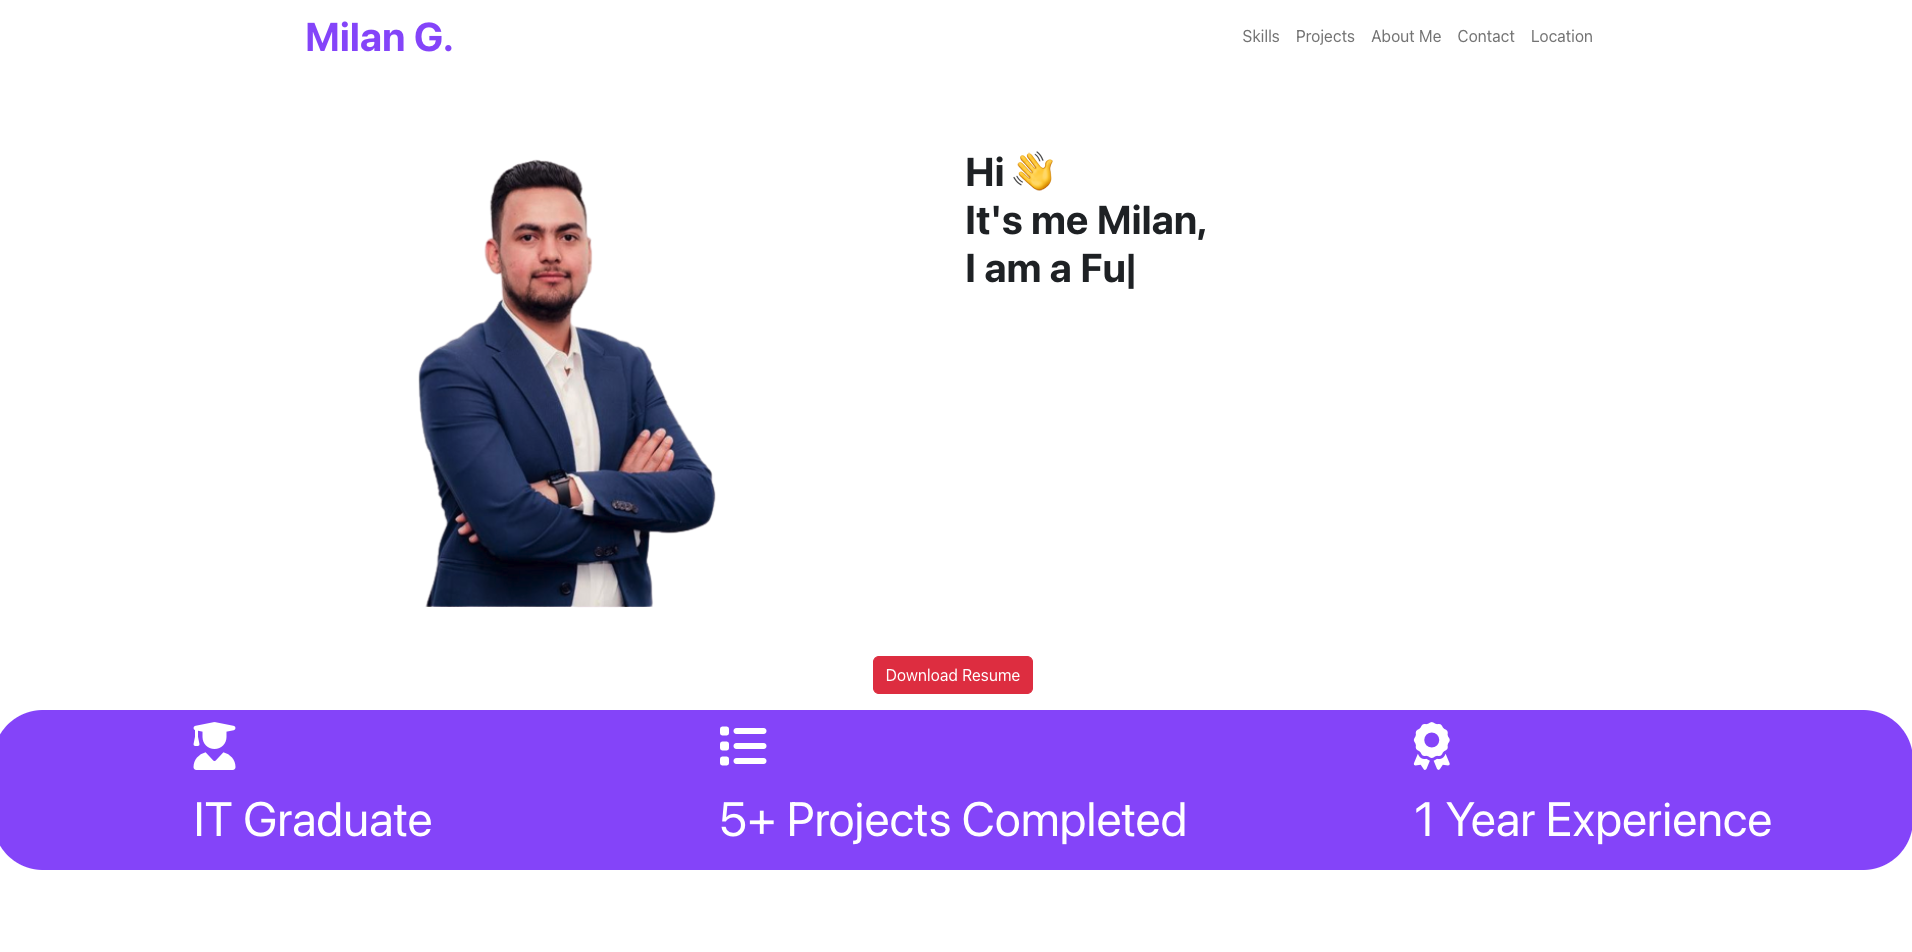 Milan G.
Skills Projects About Me Contact Location
Hi 👋
It's me Milan,
I am a Fu|
Download Resume
IT Graduate
5+ Projects Completed
1 Year Experience